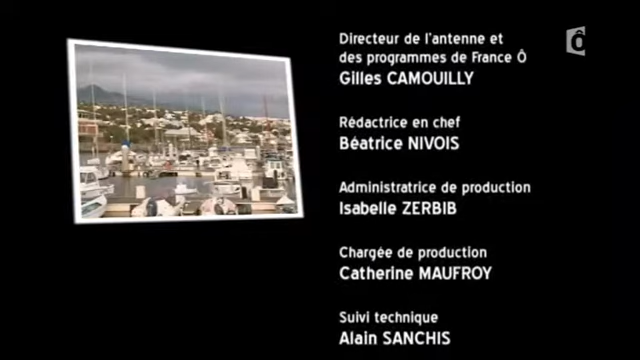 Directeur de l'antenne et
des programmes de France Ô
Gilles CAMOUILLY
Rédactrice en chef
Béatrice NIVOIS
Administratrice de production
Isabelle ZERBIB
Chargée de production
Catherine MAUFROY
Suivi technique
Alain SANCHIS
Ô